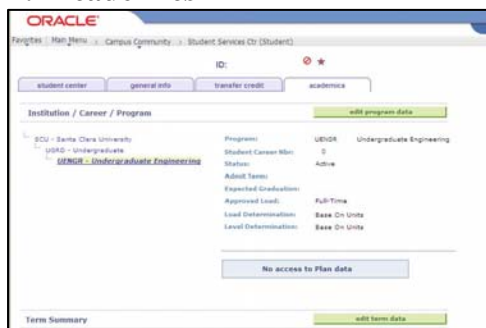 ORACLE
Favorites Main Menu > Campus Community > Student Services Ctr (Student)
ID:
student center general info transfer credit academics
Institution / Career / Program edit program data
SCU - Santa Clara University
UGRD - Undergraduate
UENGR - Undergraduate Engineering
Program: UENGR Undergraduate Engineering
Student Career Nbr: 0
Status: Active
Admit Term:
Expected Graduation:
Approved Load: Full-Time
Load Determination: Base On Units
Level Determination: Base On Units
No access to Plan data
Term Summary edit term data